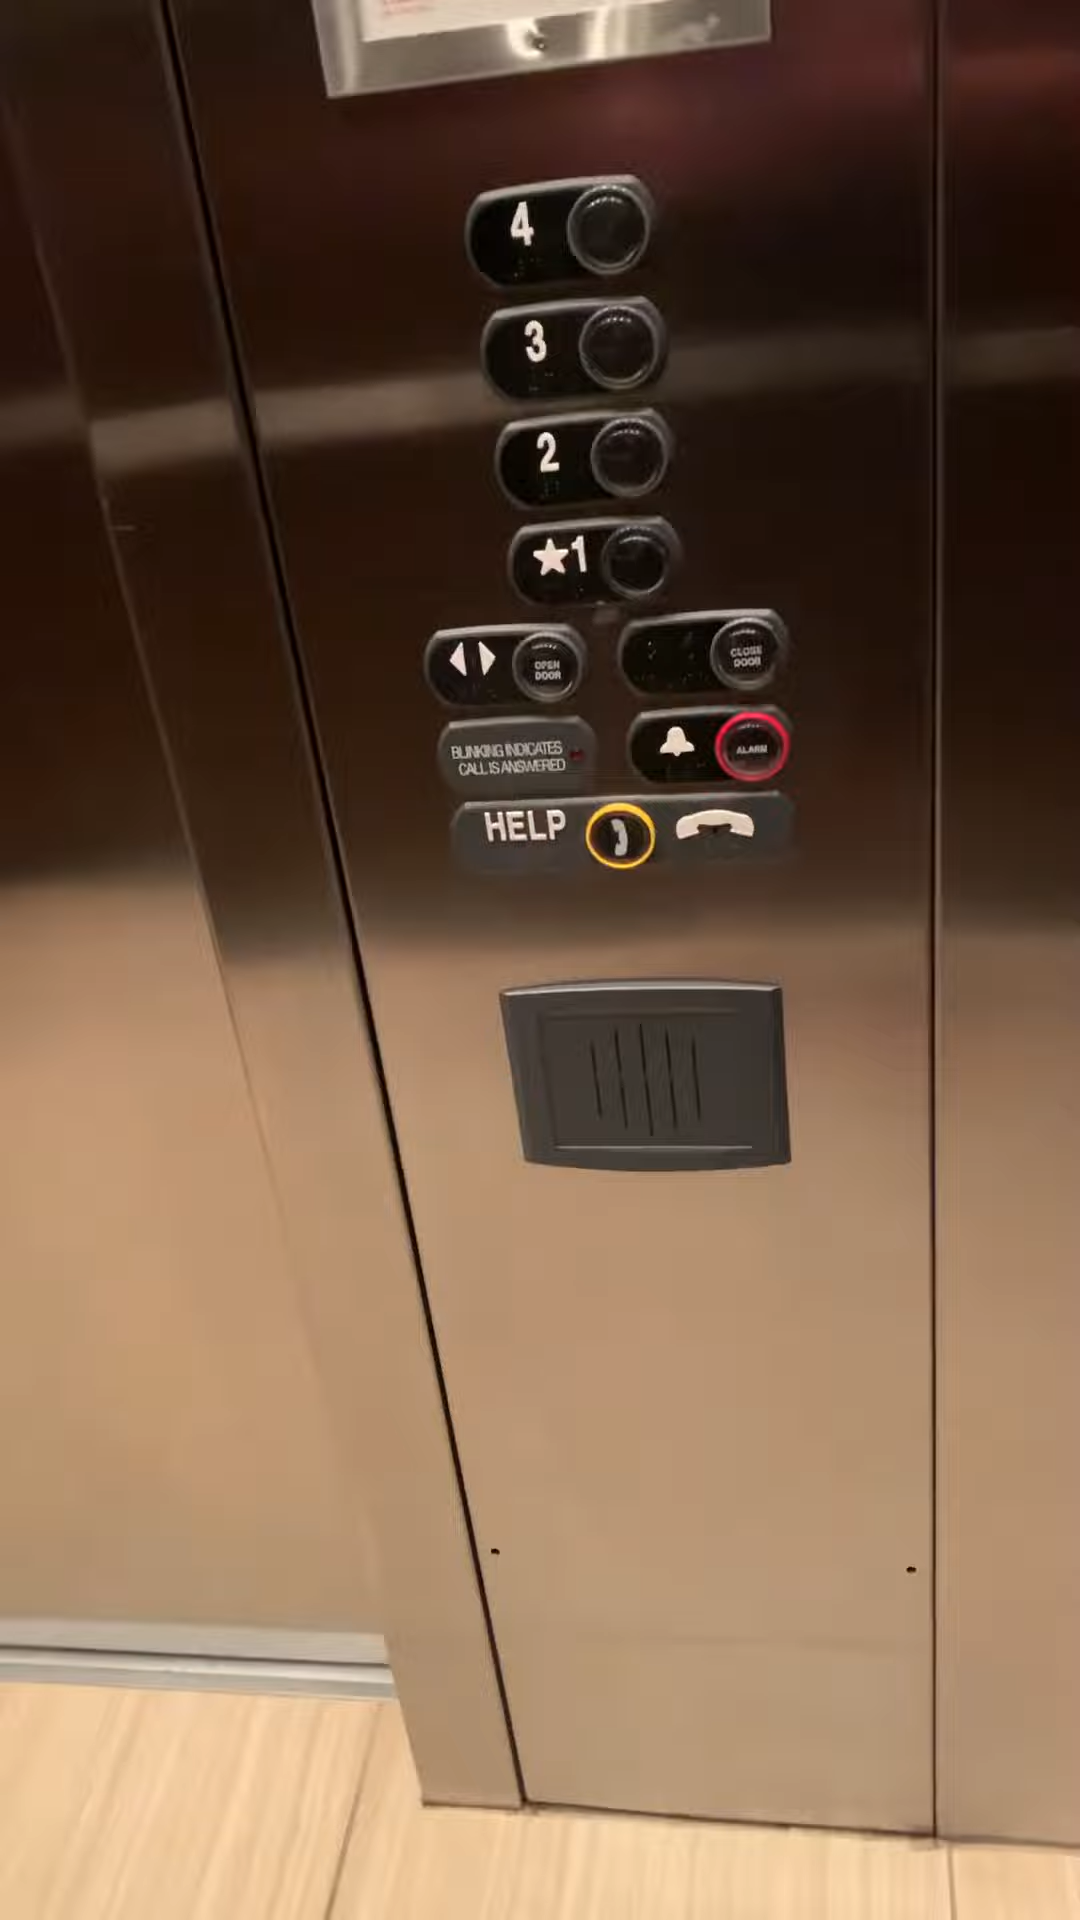 4
3
2
★1
OPEN
DOOR
CLOSE
DOOR
BLINKING INDICATES
CALL IS ANSWERED
ALARM
HELP